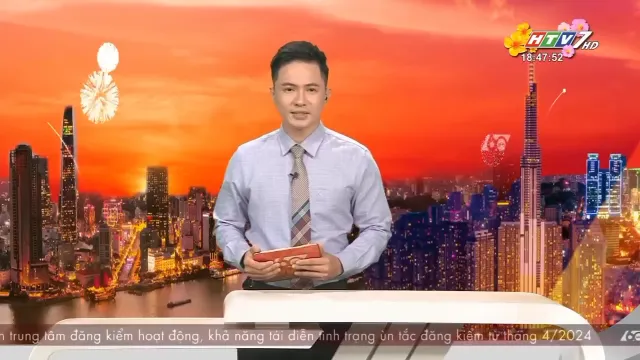 HTV7 HD
18:47:52
60
n trung tâm đăng kiểm hoạt động, khả năng tái diễn tình trạng ùn tắc đăng kiểm từ tháng 4/2024